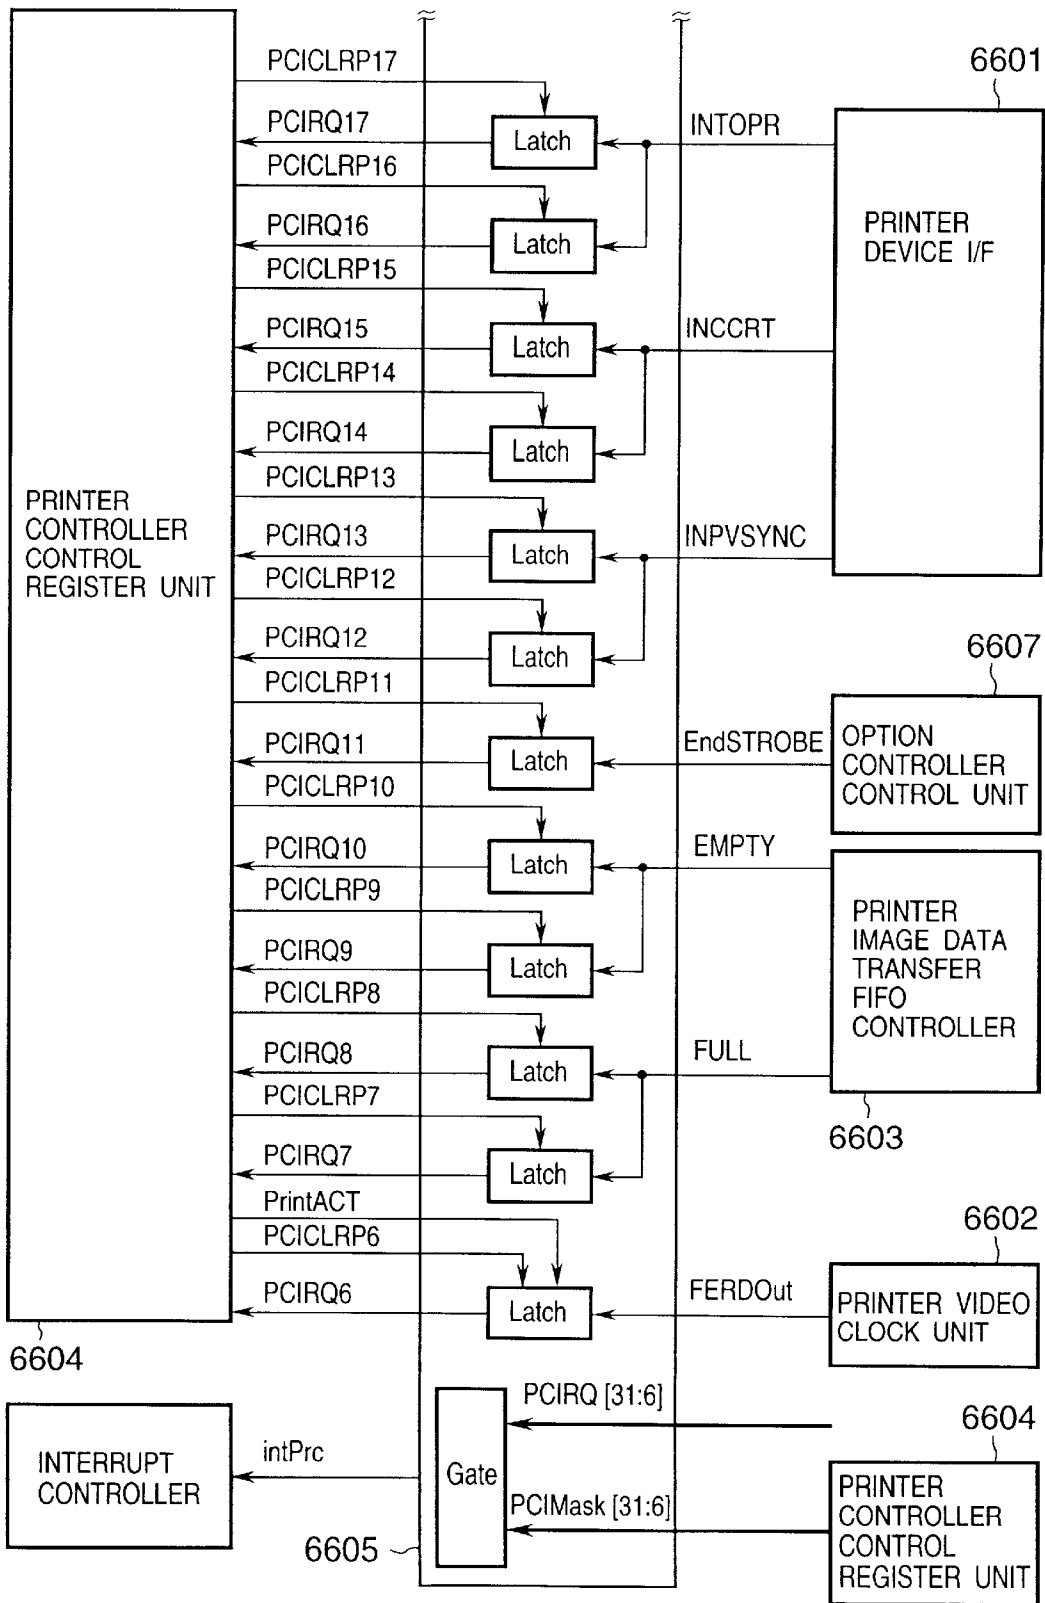 PCICLRP17
6601
PCIRQ17
Latch
INTOPR
PCICLRP16
PCIRQ16
Latch
PRINTER
DEVICE I/F
PCICLRP15
PCIRQ15
Latch
INCCRT
PCICLRP14
PCIRQ14
Latch
PCICLRP13
PRINTER
CONTROLLER
CONTROL
REGISTER UNIT
PCIRQ13
Latch
INPVSYNC
PCICLRP12
PCIRQ12
Latch
6607
PCICLRP11
PCIRQ11
Latch
EndSTROBE
OPTION
CONTROLLER
CONTROL UNIT
PCICLRP10
PCIRQ10
Latch
EMPTY
PCICLRP9
PCIRQ9
Latch
PRINTER
IMAGE DATA
TRANSFER
FIFO
CONTROLLER
PCICLRP8
PCIRQ8
Latch
FULL
PCICLRP7
6603
PCIRQ7
Latch
PrintACT
PCICLRP6
6602
PCIRQ6
Latch
FERDOut
PRINTER VIDEO
CLOCK UNIT
6604
PCIRQ [31:6]
6604
INTERRUPT
CONTROLLER
intPrc
Gate
PCIMask [31:6]
PRINTER
CONTROLLER
CONTROL
REGISTER UNIT
6605